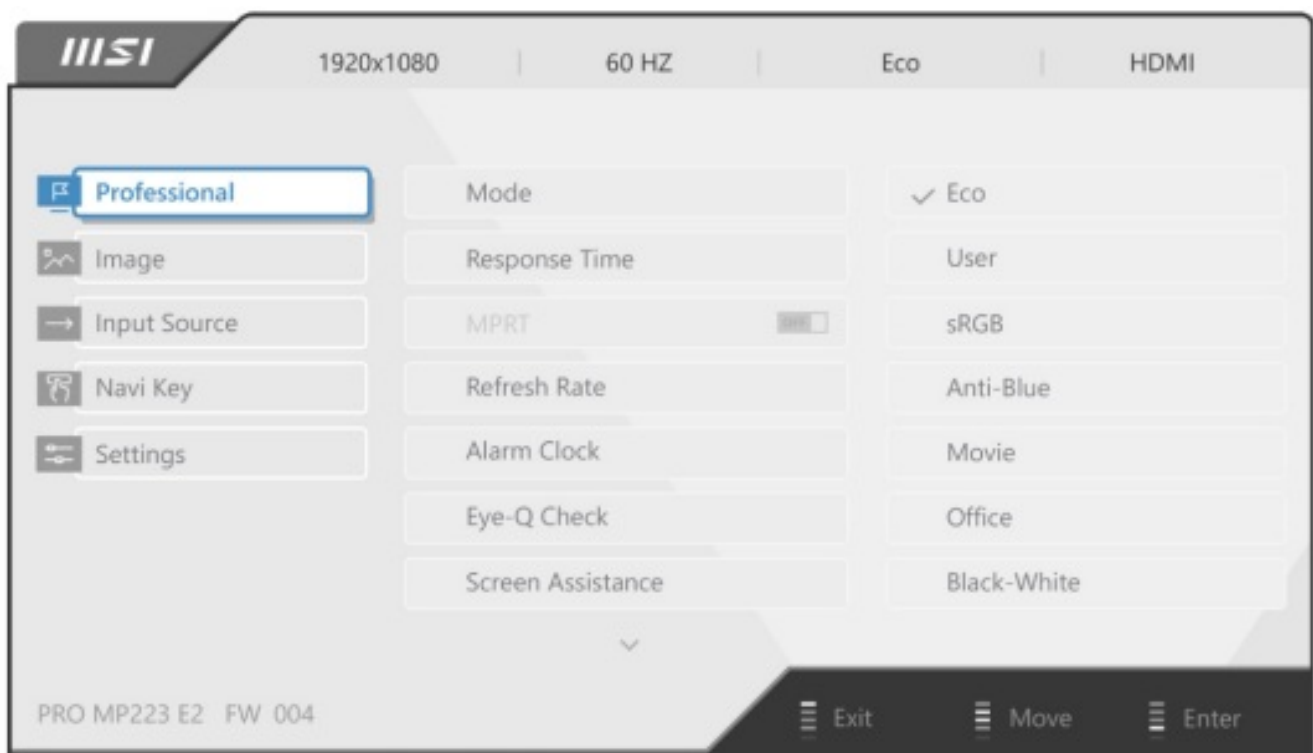 msi 1920x1080 60 HZ Eco HDMI
Professional Mode Eco
Image Response Time User
Input Source MPRT OFF sRGB
Navi Key Refresh Rate Anti-Blue
Settings Alarm Clock Movie
Eye-Q Check Office
Screen Assistance Black-White
PRO MP223 E2 FW 004 Exit Move Enter